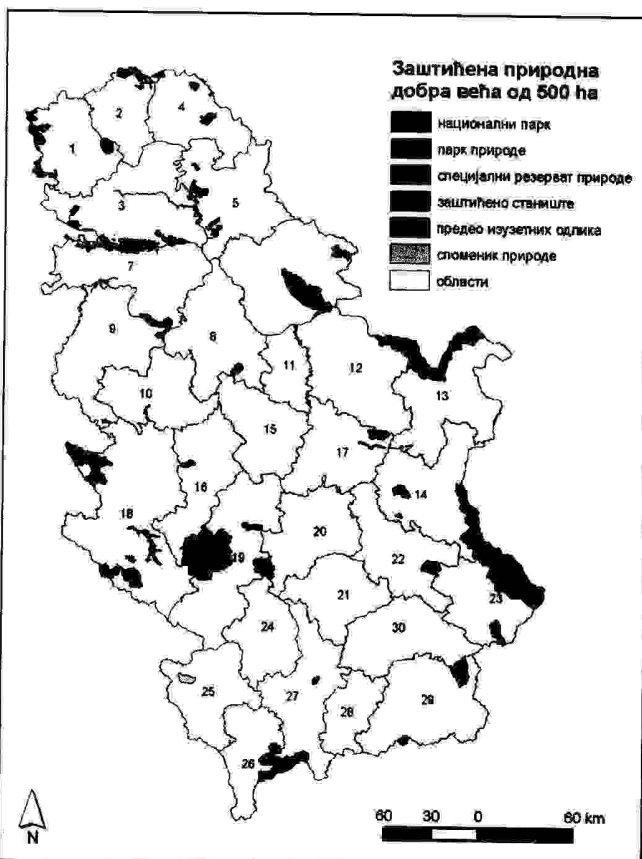 Заштићена природна
добра већа од 500 ha
национални парк
парк природе
специјални резерват природе
заштићено станиште
предео изузетних одлика
споменик природе
области
1
2
4
3
5
7
9
8
11
12
13
10
15
17
16
14
18
19
20
22
21
23
24
30
25
27
28
29
26
N
60 30 0 60 km